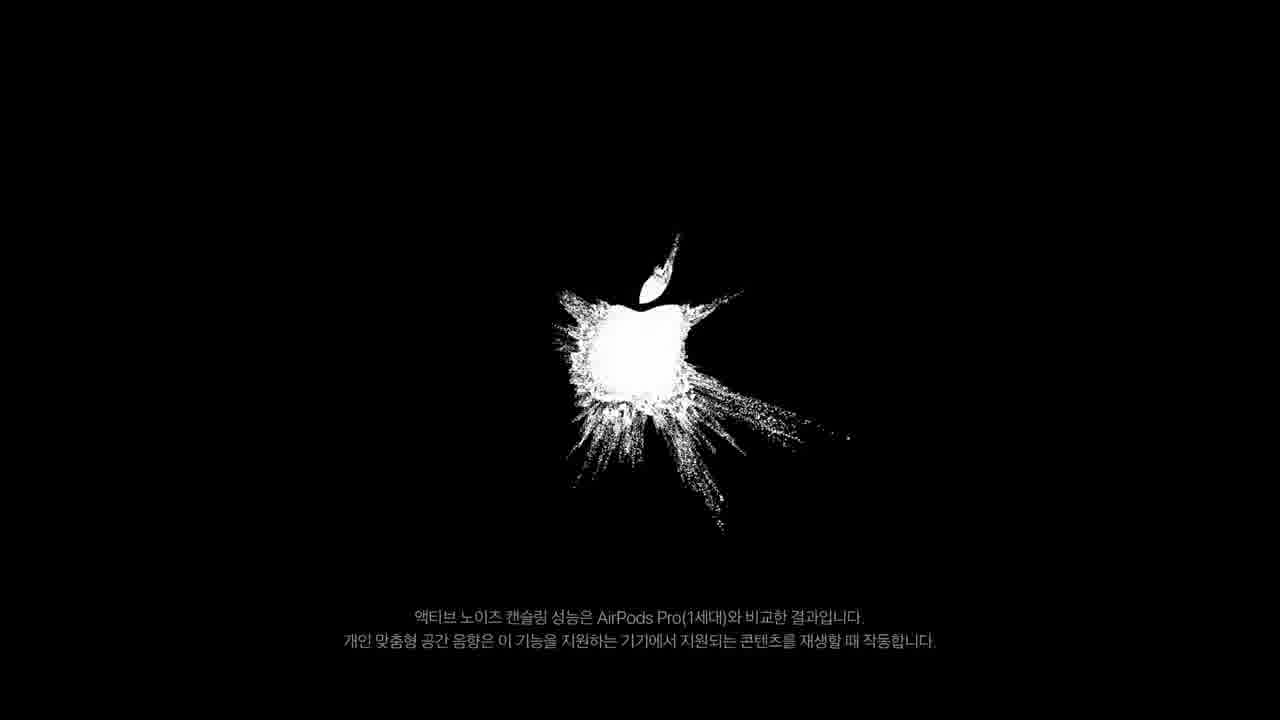 액티브 노이즈 캔슬링 성능은 AirPods Pro(1세대)와 비교한 결과입니다.
개인 맞춤형 공간 음향은 이 기능을 지원하는 기기에서 지원되는 콘텐츠를 재생할 때 작동합니다.